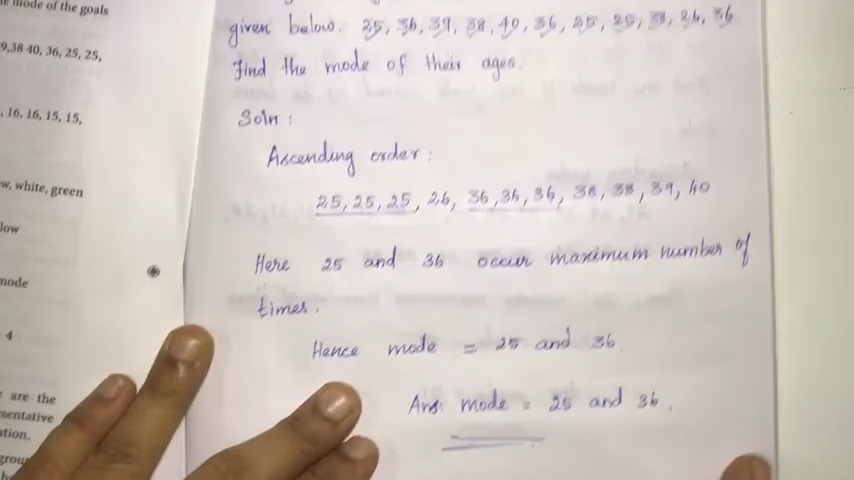 e mode of the goals
9,38 40, 36, 25, 25,
, 16, 16, 15, 15,
w, white, green
low
mode
4
are the
sentative
ation.
grou
given below. 25, 36, 39, 38, 40, 36, 25, 25, 38, 26, 36
Find the mode of their ages.
Soln :
Ascending order :
25, 25, 25, 26, 36, 36, 36, 38, 38, 39, 40
Here 25 and 36 occur maximum number of
times.
Hence mode = 25 and 36
Ans: mode = 25 and 36.